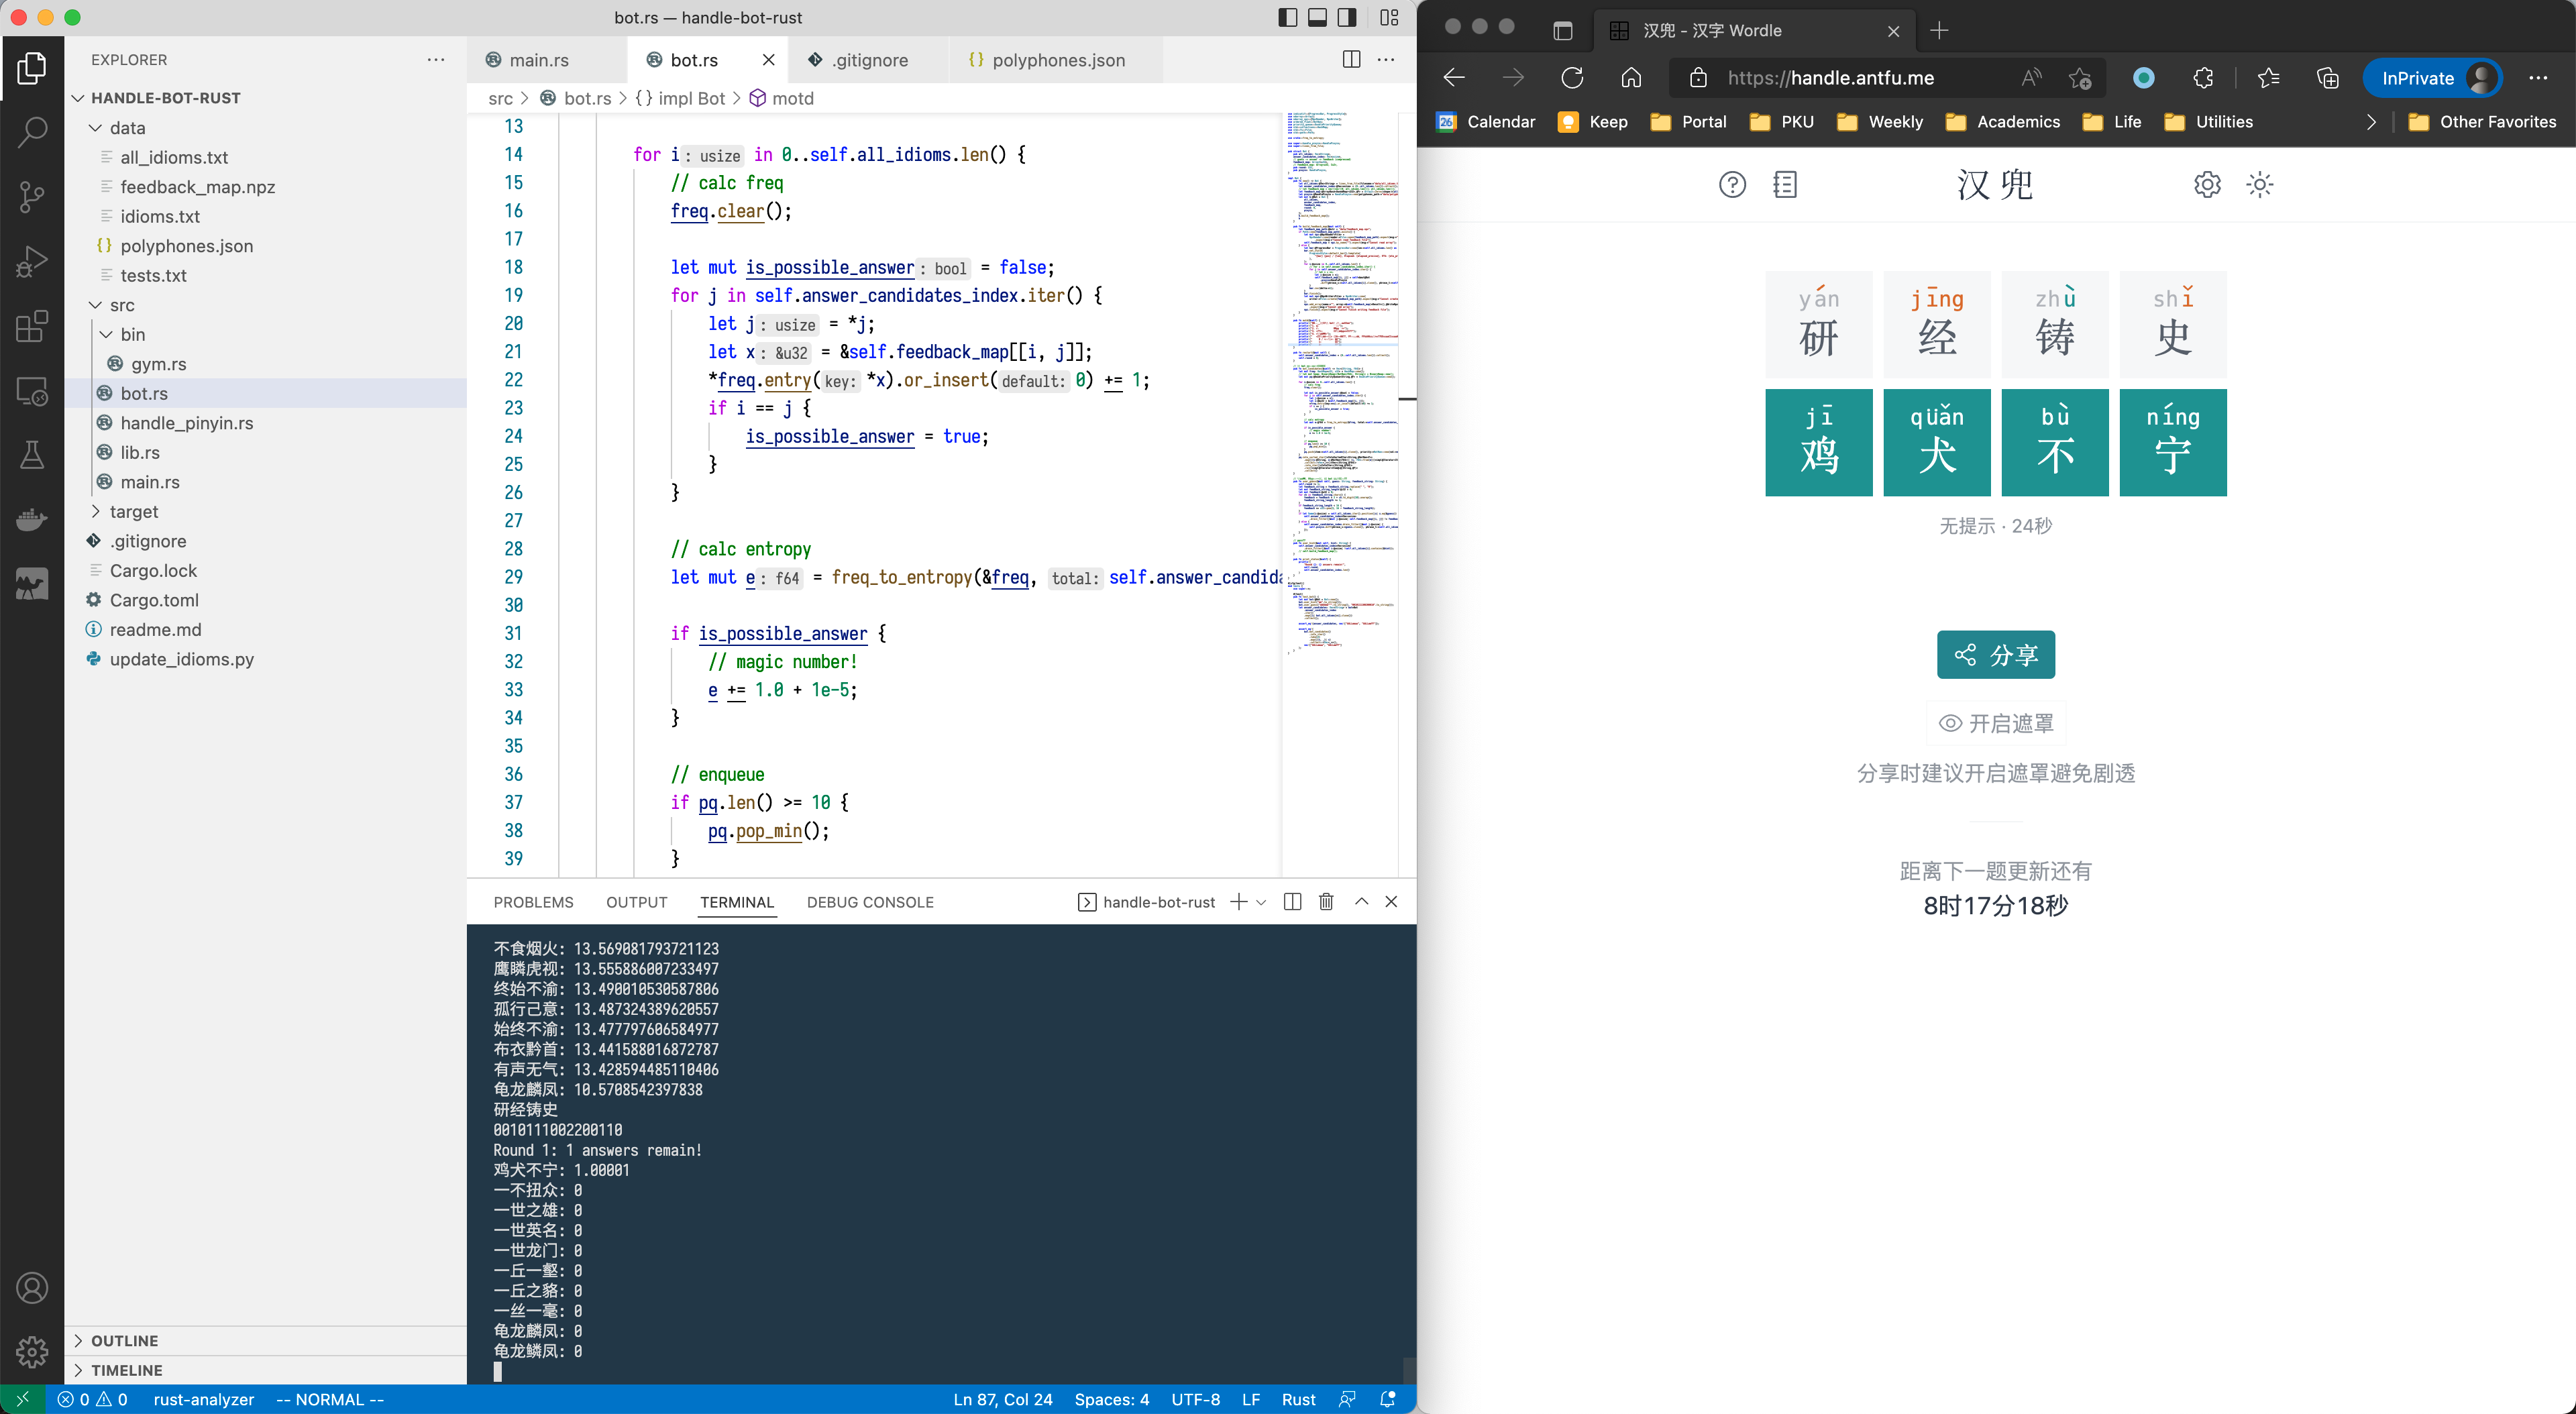 bot.rs — handle-bot-rust
EXPLORER
HANDLE-BOT-RUST
data
all_idioms.txt
feedback_map.npz
idioms.txt
polyphones.json
tests.txt
src
bin
gym.rs
bot.rs
handle_pinyin.rs
lib.rs
main.rs
target
.gitignore
Cargo.lock
Cargo.toml
readme.md
update_idioms.py
OUTLINE
TIMELINE
main.rs bot.rs .gitignore polyphones.json
src > bot.rs > {} impl Bot > motd
13
14 for i: usize in 0..self.all_idioms.len() {
15 // calc freq
16 freq.clear();
17
18 let mut is_possible_answer: bool = false;
19 for j in self.answer_candidates_index.iter() {
20 let j: usize = *j;
21 let x: &u32 = &self.feedback_map[[i, j]];
22 *freq.entry(key: *x).or_insert(default: 0) += 1;
23 if i == j {
24 is_possible_answer = true;
25 }
26 }
27
28 // calc entropy
29 let mut e: f64 = freq_to_entropy(&freq, total: self.answer_candida
30
31 if is_possible_answer {
32 // magic number!
33 e += 1.0 + 1e-5;
34 }
35
36 // enqueue
37 if pq.len() >= 10 {
38 pq.pop_min();
39 }
PROBLEMS OUTPUT TERMINAL DEBUG CONSOLE handle-bot-rust
不食烟火: 13.569081793721123
鹰瞵虎视: 13.555886007233497
终始不渝: 13.490010530587806
孤行己意: 13.487324389620557
始终不渝: 13.477797606584977
布衣黔首: 13.441588016872787
有声无气: 13.428594485110406
龟龙麟凤: 10.5708542397838
研经铸史
0010111002200110
Round 1: 1 answers remain!
鸡犬不宁: 1.00001
一不扭众: 0
一世之雄: 0
一世英名: 0
一世龙门: 0
一丘一壑: 0
一丘之貉: 0
一丝一毫: 0
龟龙麟凤: 0
龟龙鳞凤: 0
0 0 rust-analyzer -- NORMAL -- Ln 87, Col 24 Spaces: 4 UTF-8 LF Rust
汉兜 - 汉字 Wordle
https://handle.antfu.me InPrivate
26 Calendar Keep Portal PKU Weekly Academics Life Utilities Other Favorites
汉兜
yán jīng zhù shǐ
研 经 铸 史
jī quǎn bù níng
鸡 犬 不 宁
无提示 · 24秒
分享
开启遮罩
分享时建议开启遮罩避免剧透
距离下一题更新还有
8时17分18秒